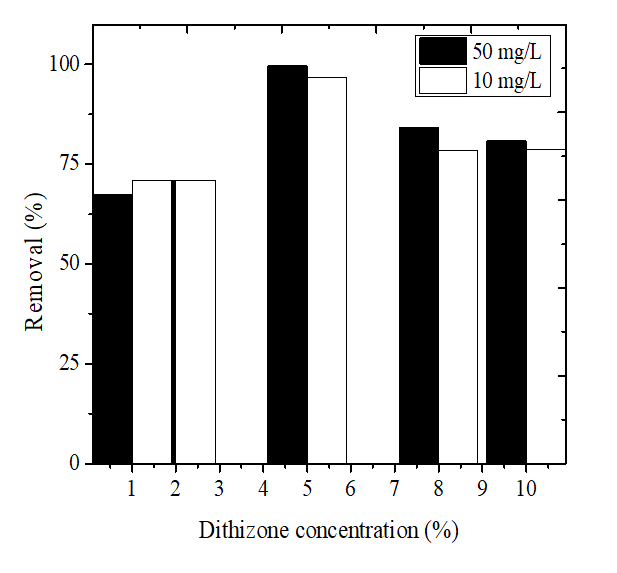 50 mg/L
10 mg/L
100
75
50
25
0
Removal (%)
1 2 3 4 5 6 7 8 9 10
Dithizone concentration (%)